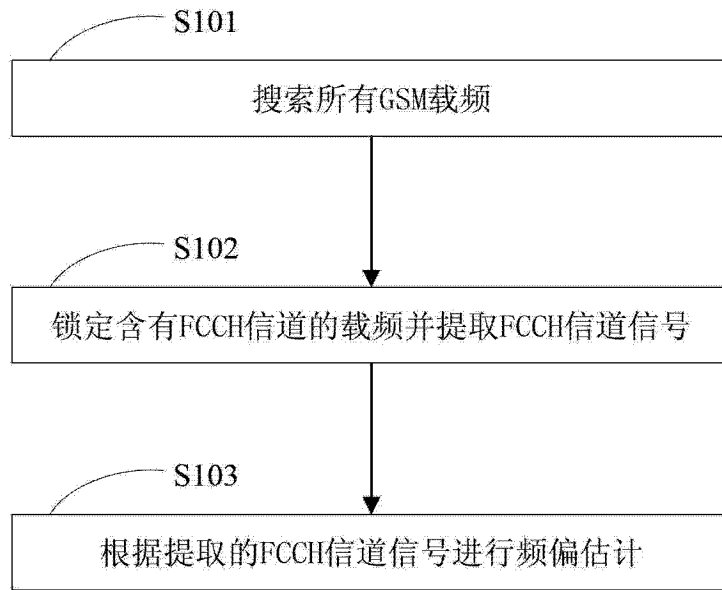 S101
搜索所有GSM载频
S102
锁定含有FCCH信道的载频并提取FCCH信道信号
S103
根据提取的FCCH信道信号进行频偏估计